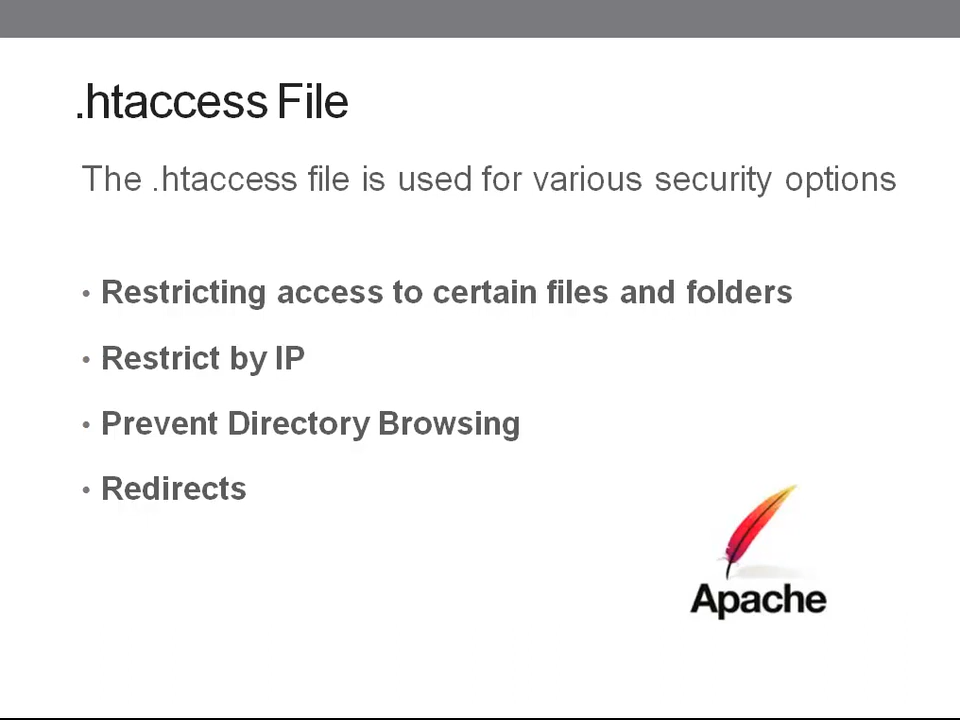 .htaccess File
The .htaccess file is used for various security options
• Restricting access to certain files and folders
• Restrict by IP
• Prevent Directory Browsing
• Redirects
Apache